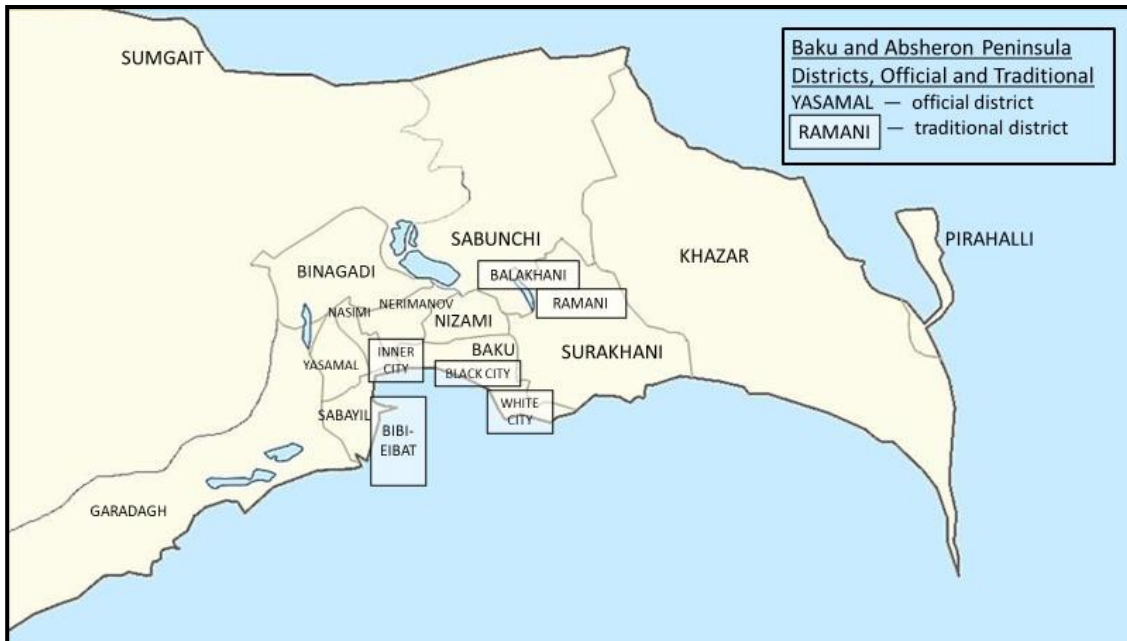 SUMGAIT
Baku and Absheron Peninsula
Districts, Official and Traditional
YASAMAL — official district
RAMANI — traditional district
SABUNCHI
PIRAHALLI
KHAZAR
BINAGADI
BALAKHANI
RAMANI
NERIMANOV
NASIMI
NIZAMI
BAKU
SURAKHANI
INNER
CITY
YASAMAL
BLACK CITY
WHITE
CITY
SABAYIL
BIBI-
EIBAT
GARADAGH